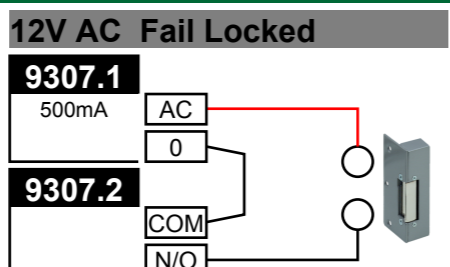 12V AC Fail Locked
9307.1
500mA
AC
0
9307.2
COM
N/O